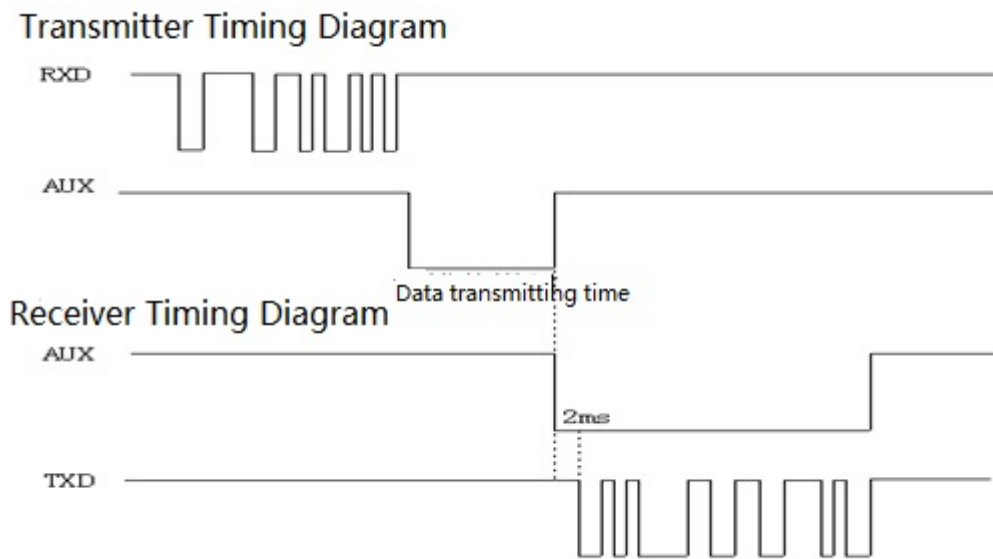 Transmitter Timing Diagram
RXD
AUX
Data transmitting time
Receiver Timing Diagram
AUX
2ms
TXD